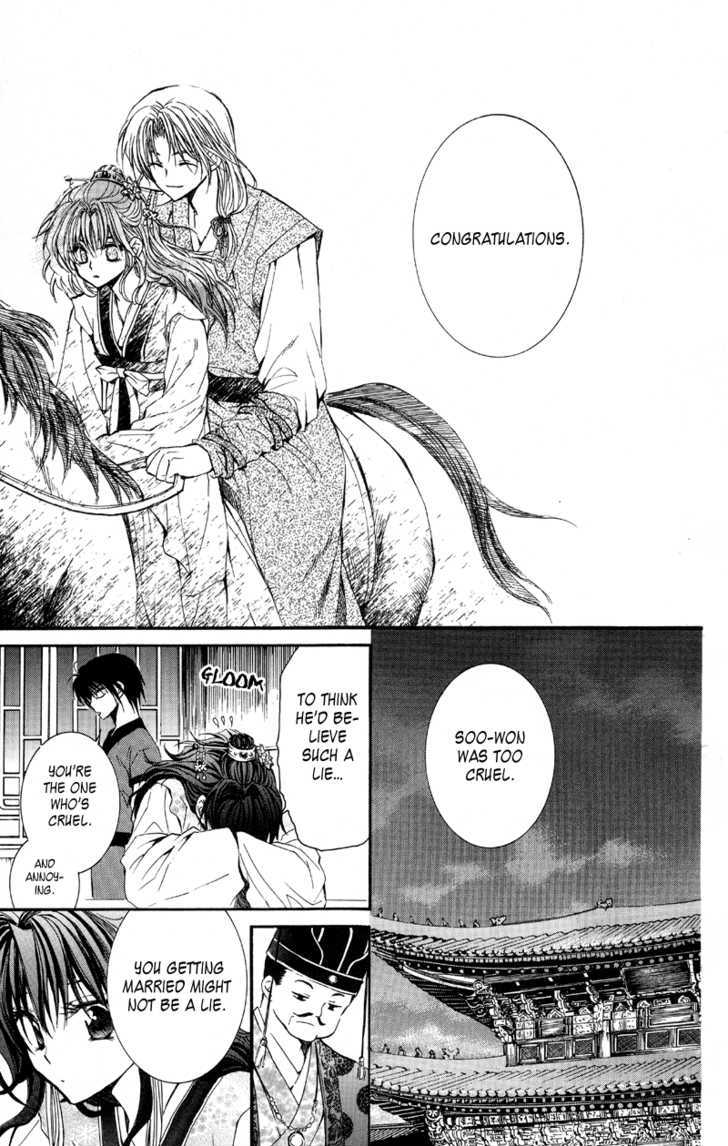 CONGRATULATIONS.
SOO-WON
WAS TOO
CRUEL.
GLOOM
TO THINK
HE'D BE-
LIEVE
SUCH A
LIE...
YOU'RE
THE ONE
WHO'S
CRUEL.
AND
ANNOY-
ING.
YOU GETTING
MARRIED MIGHT
NOT BE A LIE.